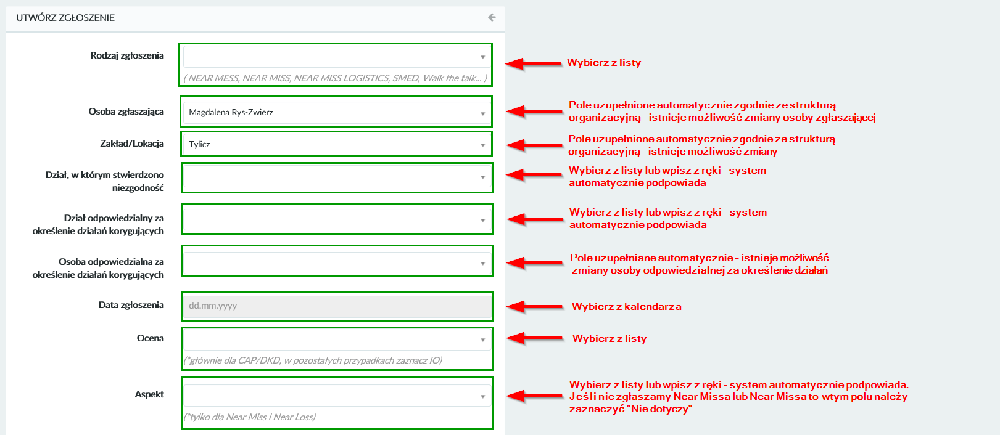 UTWÓRZ ZGŁOSZENIE
Rodzaj zgłoszenia
( NEAR MESS, NEAR MISS, NEAR MISS LOGISTICS, SMED, Walk the talk... )
Wybierz z listy
Osoba zgłaszająca
Magdalena Rys-Zwierz
Pole uzupełnione automatycznie zgodnie ze strukturą
organizacyjną - istnieje możliwość zmiany osoby zgłaszającej
Zakład/Lokacja
Tylicz
Pole uzupełnione automatycznie zgodnie ze strukturą
organizacyjną - istnieje możliwość zmiany
Dział, w którym stwierdzono
niezgodność
Wybierz z listy lub wpisz z ręki - system
automatycznie podpowiada
Dział odpowiedzialny za
określenie działań korygujących
Wybierz z listy lub wpisz z ręki - system
automatycznie podpowiada
Osoba odpowiedzialna za
określenie działań korygujących
Pole uzupełniane automatycznie - istnieje możliwość
zmiany osoby odpowiedzialnej za określenie działań
Data zgłoszenia
dd.mm.yyyy
Wybierz z kalendarza
Ocena
(*głównie dla CAP/DKD, w pozostałych przypadkach zaznacz IO)
Wybierz z listy
Aspekt
(*tylko dla Near Miss i Near Loss)
Wybierz z listy lub wpisz z ręki - system automatycznie podpowiada.
Jeśli nie zgłaszamy Near Missa lub Near Missa to wtym polu należy
zaznaczyć "Nie dotyczy"